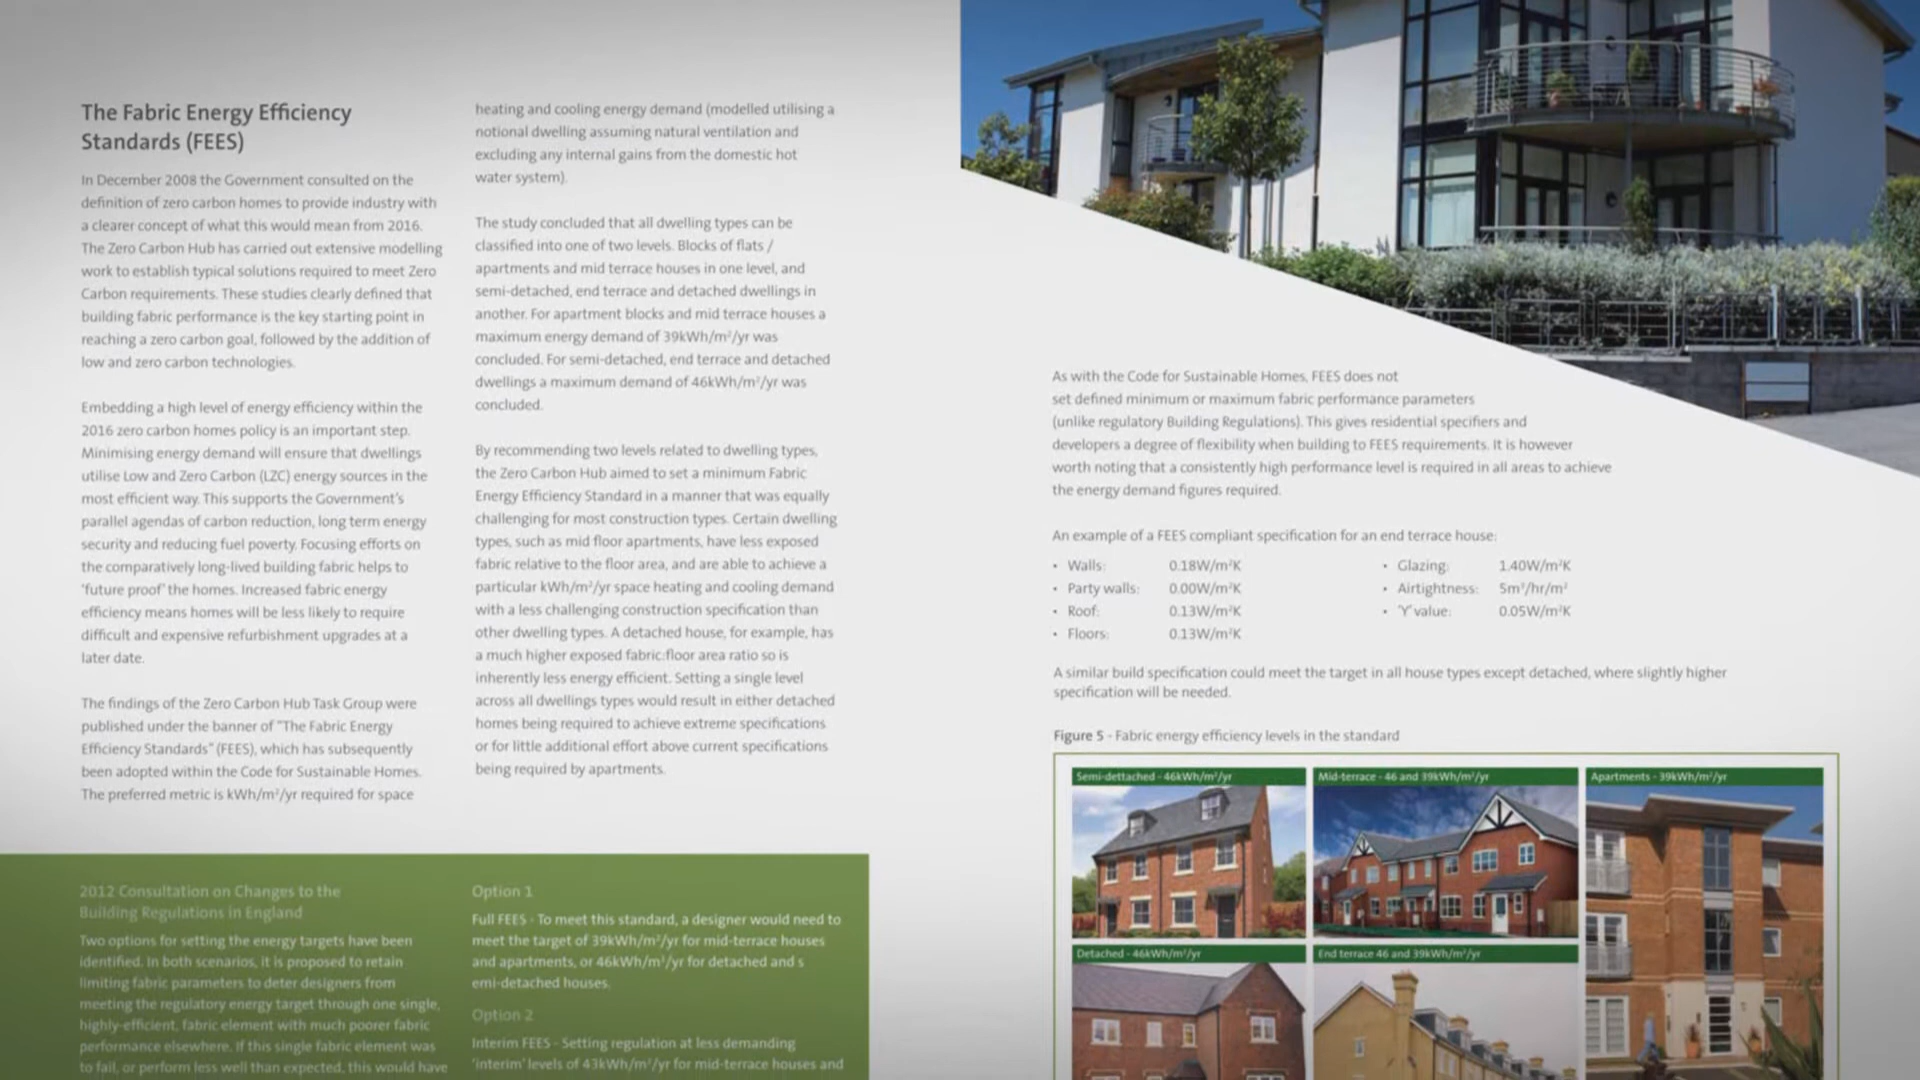 The Fabric Energy Efficiency
Standards (FEES)
In December 2008 the Government consulted on the
definition of zero carbon homes to provide industry with
a clearer concept of what this would mean from 2016.
The Zero Carbon Hub has carried out extensive modelling
work to establish typical solutions required to meet Zero
Carbon requirements. These studies clearly defined that
building fabric performance is the key starting point in
reaching a zero carbon goal, followed by the addition of
low and zero carbon technologies.
Embedding a high level of energy efficiency within the
2016 zero carbon homes policy is an important step.
Minimising energy demand will ensure that dwellings
utilise Low and Zero Carbon (LZC) energy sources in the
most efficient way. This supports the Government's
parallel agendas of carbon reduction, long term energy
security and reducing fuel poverty. Focusing efforts on
the comparatively long-lived building fabric helps to
'future proof' the homes. Increased fabric energy
efficiency means homes will be less likely to require
difficult and expensive refurbishment upgrades at a
later date.
The findings of the Zero Carbon Hub Task Group were
published under the banner of "The Fabric Energy
Efficiency Standards" (FEES), which has subsequently
been adopted within the Code for Sustainable Homes.
The preferred metric is kWh/m²/yr required for space
heating and cooling energy demand (modelled utilising a
notional dwelling assuming natural ventilation and
excluding any internal gains from the domestic hot
water system).
The study concluded that all dwelling types can be
classified into one of two levels. Blocks of flats /
apartments and mid terrace houses in one level, and
semi-detached, end terrace and detached dwellings in
another. For apartment blocks and mid terrace houses a
maximum energy demand of 39kWh/m²/yr was
concluded. For semi-detached, end terrace and detached
dwellings a maximum demand of 46kWh/m²/yr was
concluded.
By recommending two levels related to dwelling types,
the Zero Carbon Hub aimed to set a minimum Fabric
Energy Efficiency Standard in a manner that was equally
challenging for most construction types. Certain dwelling
types, such as mid floor apartments, have less exposed
fabric relative to the floor area, and are able to achieve a
particular kWh/m²/yr space heating and cooling demand
with a less challenging construction specification than
other dwelling types. A detached house, for example, has
a much higher exposed fabric:floor area ratio so is
inherently less energy efficient. Setting a single level
across all dwellings types would result in either detached
homes being required to achieve extreme specifications
or for little additional effort above current specifications
being required by apartments.
2012 Consultation on Changes to the
Building Regulations in England
Two options for setting the energy targets have been
identified. In both scenarios, it is proposed to retain
limiting fabric parameters to deter designers from
meeting the regulatory energy target through one single,
highly-efficient, fabric element with much poorer fabric
performance elsewhere. If this single fabric element was
to fail, or perform less well than expected, this would have
Option 1
Full FEES - To meet this standard, a designer would need to
meet the target of 39kWh/m²/yr for mid-terrace houses
and apartments, or 46kWh/m²/yr for detached and s
emi-detached houses.
Option 2
Interim FEES - Setting regulation at less demanding
'interim' levels of 43kWh/m²/yr for mid-terrace houses and
As with the Code for Sustainable Homes, FEES does not
set defined minimum or maximum fabric performance parameters
(unlike regulatory Building Regulations). This gives residential specifiers and
developers a degree of flexibility when building to FEES requirements. It is however
worth noting that a consistently high performance level is required in all areas to achieve
the energy demand figures required.
An example of a FEES compliant specification for an end terrace house:
• Walls: 0.18W/m²K
• Party walls: 0.00W/m²K
• Roof: 0.13W/m²K
• Floors: 0.13W/m²K
• Glazing: 1.40W/m²K
• Airtightness: 5m³/hr/m²
• 'Y' value: 0.05W/m²K
A similar build specification could meet the target in all house types except detached, where slightly higher
specification will be needed.
Figure 5 - Fabric energy efficiency levels in the standard
Semi-dettached - 46kWh/m²/yr
Mid-terrace - 46 and 39kWh/m²/yr
Apartments - 39kWh/m²/yr
Detached - 46kWh/m²/yr
End terrace 46 and 39kWh/m²/yr